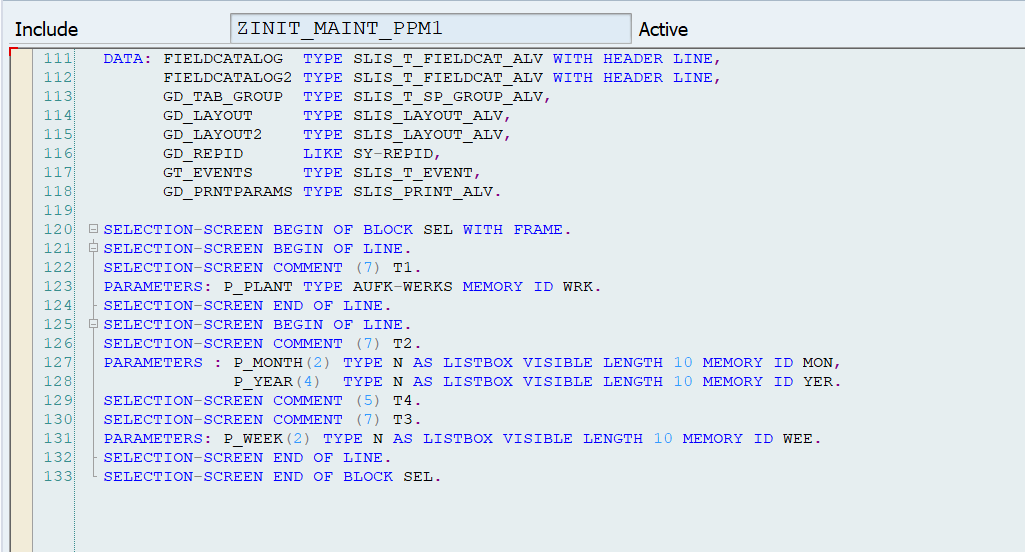 Include ZINIT_MAINT_PPM1 Active
111 DATA: FIELDCATALOG  TYPE SLIS_T_FIELDCAT_ALV WITH HEADER LINE,
112       FIELDCATALOG2 TYPE SLIS_T_FIELDCAT_ALV WITH HEADER LINE,
113       GD_TAB_GROUP  TYPE SLIS_T_SP_GROUP_ALV,
114       GD_LAYOUT     TYPE SLIS_LAYOUT_ALV,
115       GD_LAYOUT2    TYPE SLIS_LAYOUT_ALV,
116       GD_REPID      LIKE SY-REPID,
117       GT_EVENTS     TYPE SLIS_T_EVENT,
118       GD_PRNTPARAMS TYPE SLIS_PRINT_ALV.
119
120 SELECTION-SCREEN BEGIN OF BLOCK SEL WITH FRAME.
121 SELECTION-SCREEN BEGIN OF LINE.
122 SELECTION-SCREEN COMMENT (7) T1.
123 PARAMETERS: P_PLANT TYPE AUFK-WERKS MEMORY ID WRK.
124 SELECTION-SCREEN END OF LINE.
125 SELECTION-SCREEN BEGIN OF LINE.
126 SELECTION-SCREEN COMMENT (7) T2.
127 PARAMETERS : P_MONTH(2) TYPE N AS LISTBOX VISIBLE LENGTH 10 MEMORY ID MON,
128              P_YEAR(4)  TYPE N AS LISTBOX VISIBLE LENGTH 10 MEMORY ID YER.
129 SELECTION-SCREEN COMMENT (5) T4.
130 SELECTION-SCREEN COMMENT (7) T3.
131 PARAMETERS: P_WEEK(2) TYPE N AS LISTBOX VISIBLE LENGTH 10 MEMORY ID WEE.
132 SELECTION-SCREEN END OF LINE.
133 SELECTION-SCREEN END OF BLOCK SEL.